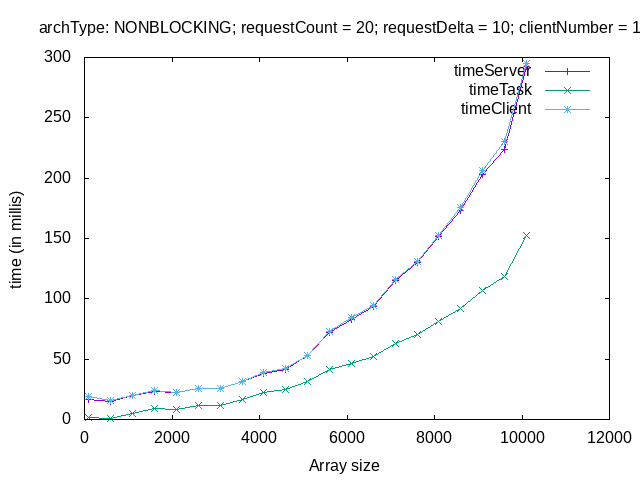 archType: NONBLOCKING; requestCount = 20; requestDelta = 10; clientNumber = 1
300
250
200
150
100
50
0
time (in millis)
timeServer
timeTask
timeClient
0 2000 4000 6000 8000 10000 12000
Array size